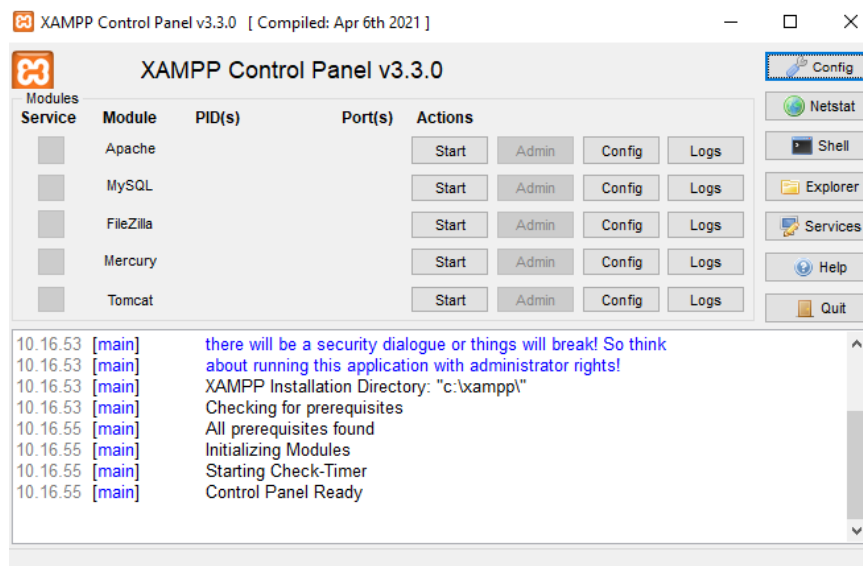 XAMPP Control Panel v3.3.0 [ Compiled: Apr 6th 2021 ]
XAMPP Control Panel v3.3.0
Config
Modules
Service Module PID(s) Port(s) Actions
Netstat
Apache Start Admin Config Logs
Shell
MySQL Start Admin Config Logs
Explorer
FileZilla Start Admin Config Logs
Services
Mercury Start Admin Config Logs
Help
Tomcat Start Admin Config Logs
Quit
10.16.53 [main] there will be a security dialogue or things will break! So think
10.16.53 [main] about running this application with administrator rights!
10.16.53 [main] XAMPP Installation Directory: "c:\xampp\"
10.16.53 [main] Checking for prerequisites
10.16.55 [main] All prerequisites found
10.16.55 [main] Initializing Modules
10.16.55 [main] Starting Check-Timer
10.16.55 [main] Control Panel Ready